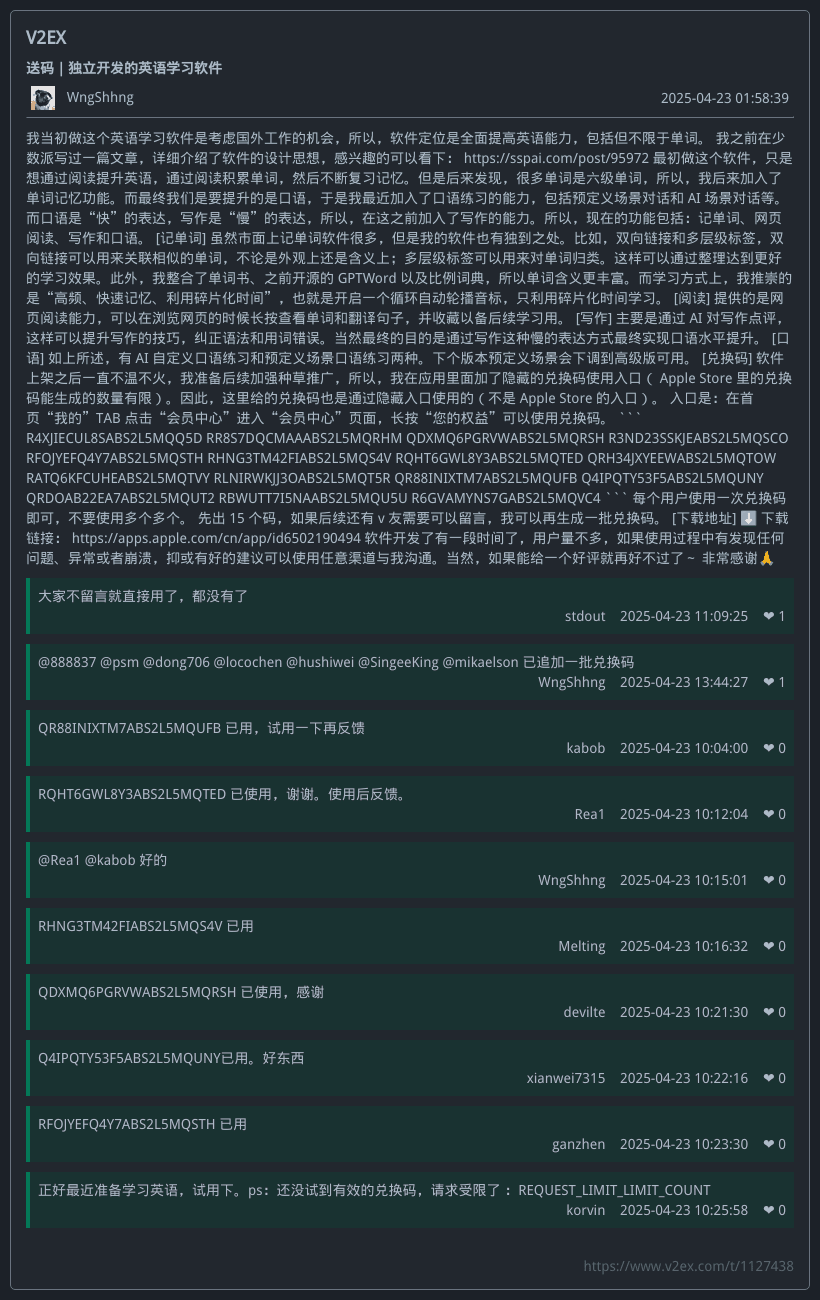 V2EX
送码 | 独立开发的英语学习软件
WngShhng 2025-04-23 01:58:39
我当初做这个英语学习软件是考虑国外工作的机会，所以，软件定位是全面提高英语能力，包括但不限于单词。 我之前在少
数派写过一篇文章，详细介绍了软件的设计思想，感兴趣的可以看下： https://sspai.com/post/95972 最初做这个软件，只是
想通过阅读提升英语，通过阅读积累单词，然后不断复习记忆。但是后来发现，很多单词是六级单词，所以，我后来加入了
单词记忆功能。而最终我们是要提升的是口语，于是我最近加入了口语练习的能力，包括预定义场景对话和 AI 场景对话等。
而口语是“快”的表达，写作是“慢”的表达，所以，在这之前加入了写作的能力。所以，现在的功能包括：记单词、网页
阅读、写作和口语。 [记单词] 虽然市面上记单词软件很多，但是我的软件也有独到之处。比如，双向链接和多层级标签，双
向链接可以用来关联相似的单词，不论是外观上还是含义上；多层级标签可以用来对单词归类。这样可以通过整理达到更好
的学习效果。此外，我整合了单词书、之前开源的 GPTWord 以及比例词典，所以单词含义更丰富。而学习方式上，我推崇的
是“高频、快速记忆、利用碎片化时间”，也就是开启一个循环自动轮播音标，只利用碎片化时间学习。 [阅读] 提供的是网
页阅读能力，可以在浏览网页的时候长按查看单词和翻译句子，并收藏以备后续学习用。 [写作] 主要是通过 AI 对写作点评，
这样可以提升写作的技巧，纠正语法和用词错误。当然最终的目的是通过写作这种慢的表达方式最终实现口语水平提升。 [口
语] 如上所述，有 AI 自定义口语练习和预定义场景口语练习两种。下个版本预定义场景会下调到高级版可用。 [兑换码] 软件
上架之后一直不温不火，我准备后续加强种草推广，所以，我在应用里面加了隐藏的兑换码使用入口（ Apple Store 里的兑换
码能生成的数量有限）。因此，这里给的兑换码也是通过隐藏入口使用的（不是 Apple Store 的入口）。 入口是：在首
页“我的”TAB 点击“会员中心”进入“会员中心”页面，长按“您的权益”可以使用兑换码。 ```
R4XJIECUL8SABS2L5MQQ5D RR8S7DQCMAAABS2L5MQRHM QDXMQ6PGRVWABS2L5MQRSH R3ND23SSKJEABS2L5MQSCO
RFOJYEFQ4Y7ABS2L5MQSTH RHNG3TM42FIABS2L5MQS4V RQHT6GWL8Y3ABS2L5MQTED QRH34JXYEEWABS2L5MQTOW
RATQ6KFCUHEABS2L5MQTVY RLNIRWKJJ3OABS2L5MQT5R QR88INIXTM7ABS2L5MQUFB Q4IPQTY53F5ABS2L5MQUNY
QRDOAB22EA7ABS2L5MQUT2 RBWUTT7I5NAABS2L5MQU5U R6GVAMYNS7GABS2L5MQVC4 ``` 每个用户使用一次兑换码
即可，不要使用多个多个。 先出 15 个码，如果后续还有 v 友需要可以留言，我可以再生成一批兑换码。 [下载地址] ⬇️ 下载
链接： https://apps.apple.com/cn/app/id6502190494 软件开发了有一段时间了，用户量不多，如果使用过程中有发现任何
问题、异常或者崩溃，抑或有好的建议可以使用任意渠道与我沟通。当然，如果能给一个好评就再好不过了～ 非常感谢🙏
大家不留言就直接用了，都没有了
stdout 2025-04-23 11:09:25 ❤ 1
@888837 @psm @dong706 @locochen @hushiwei @SingeeKing @mikaelson 已追加一批兑换码
WngShhng 2025-04-23 13:44:27 ❤ 1
QR88INIXTM7ABS2L5MQUFB 已用，试用一下再反馈
kabob 2025-04-23 10:04:00 ❤ 0
RQHT6GWL8Y3ABS2L5MQTED 已使用，谢谢。使用后反馈。
Rea1 2025-04-23 10:12:04 ❤ 0
@Rea1 @kabob 好的
WngShhng 2025-04-23 10:15:01 ❤ 0
RHNG3TM42FIABS2L5MQS4V 已用
Melting 2025-04-23 10:16:32 ❤ 0
QDXMQ6PGRVWABS2L5MQRSH 已使用，感谢
devilte 2025-04-23 10:21:30 ❤ 0
Q4IPQTY53F5ABS2L5MQUNY已用。好东西
xianwei7315 2025-04-23 10:22:16 ❤ 0
RFOJYEFQ4Y7ABS2L5MQSTH 已用
ganzhen 2025-04-23 10:23:30 ❤ 0
正好最近准备学习英语，试用下。ps：还没试到有效的兑换码，请求受限了 ：REQUEST_LIMIT_LIMIT_COUNT
korvin 2025-04-23 10:25:58 ❤ 0
https://www.v2ex.com/t/1127438